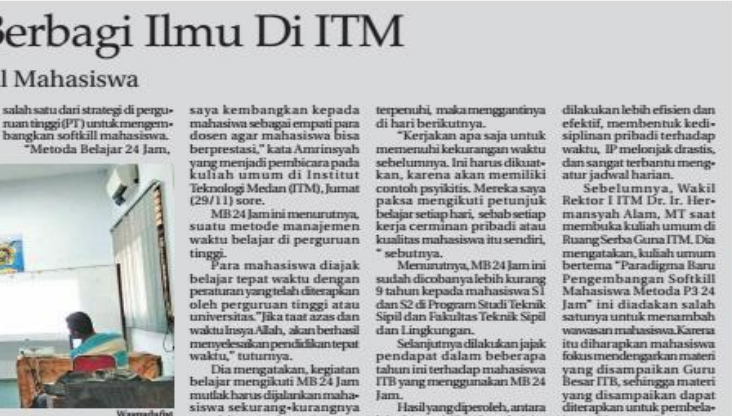 Berbagi Ilmu Di ITM
l Mahasiswa
salah satu dari strategi di pergu-
ruan tinggi (PT) untuk mengem-
bangkan softkill mahasiswa.
"Metoda Belajar 24 Jam,
saya kembangkan kepada
mahasiwa sebagai empati para
dosen agar mahasiswa bisa
berprestasi," kata Amrinsyah
yang menjadi pembicara pada
kuliah umum di Institut
Teknologi Medan (ITM), Jumat
(29/11) sore.
MB 24 Jam ini menurutnya,
suatu metode manajemen
waktu belajar di perguruan
tinggi.
Para mahasiswa diajak
belajar tepat waktu dengan
peraturan yang telah diterapkan
oleh perguruan tinggi atau
universitas. "Jika taat azas dan
waktu Insya Allah, akan berhasil
menyelesaikan pendidikan tepat
waktu," tuturnya.
Dia mengatakan, kegiatan
belajar mengikuti MB 24 Jam
mutlak harus dijalankan maha-
siswa sekurang-kurangnya
terpenuhi, maka menggantinya
di hari berikutnya.
"Kerjakan apa saja untuk
memenuhi kekurangan waktu
sebelumnya. Ini harus dikuat-
kan, karena akan memiliki
contoh psyikitis. Mereka saya
paksa mengikuti petunjuk
belajar setiap hari, sebab setiap
kerja cerminan pribadi atau
kualitas mahasiswa itu sendiri,
" sebutnya.
Menurutnya, MB 24 Jam ini
sudah dicobanya lebih kurang
9 tahun kepada mahasiswa S1
dan S2 di Program Studi Teknik
Sipil dan Fakultas Teknik Sipil
dan Lingkungan.
Selanjutnya dilakukan jajak
pendapat dalam beberapa
tahun ini terhadap mahasiswa
ITB yang menggunakan MB 24
Jam.
Hasil yang diperoleh, antara
dilakukan lebih efisien dan
efektif, membentuk kedi-
siplinan pribadi terhadap
waktu, IP melonjak drastis,
dan sangat terbantu meng-
atur jadwal harian.
Sebelumnya, Wakil
Rektor I ITM Dr. Ir. Her-
mansyah Alam, MT saat
membuka kuliah umum di
Ruang Serba Guna ITM. Dia
mengatakan, kuliah umum
bertema "Paradigma Baru
Pengembangan Softkill
Mahasiswa Metoda P3 24
Jam" ini diadakan salah
satunya untuk menambah
wawasan mahasiswa. Karena
itu diharapkan mahasiswa
fokus mendengarkan materi
yang disampaikan Guru
Besar ITB, sehingga materi
yang disampaikan dapat
diterapkan untuk pembela-